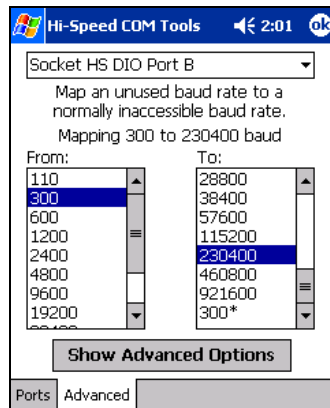 Hi-Speed COM Tools 2:01 ok
Socket HS DIO Port B
Map an unused baud rate to a
normally inaccessible baud rate.
Mapping 300 to 230400 baud
From: To:
110 28800
300 38400
600 57600
1200 115200
2400 230400
4800 460800
9600 921600
19200 300*
Show Advanced Options
Ports Advanced